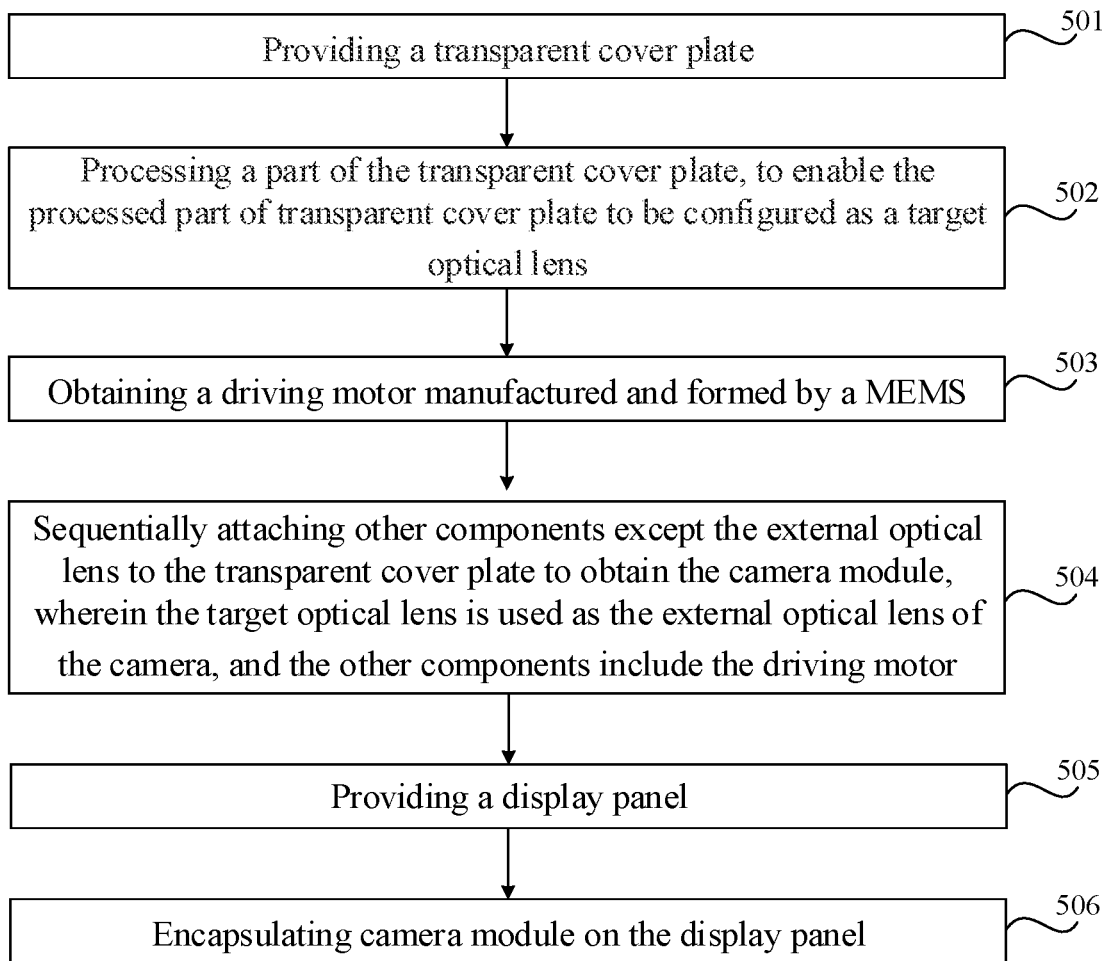 Providing a transparent cover plate
501
Processing a part of the transparent cover plate, to enable the
processed part of transparent cover plate to be configured as a target
optical lens
502
Obtaining a driving motor manufactured and formed by a MEMS
503
Sequentially attaching other components except the external optical
lens to the transparent cover plate to obtain the camera module,
wherein the target optical lens is used as the external optical lens of
the camera, and the other components include the driving motor
504
Providing a display panel
505
Encapsulating camera module on the display panel
506